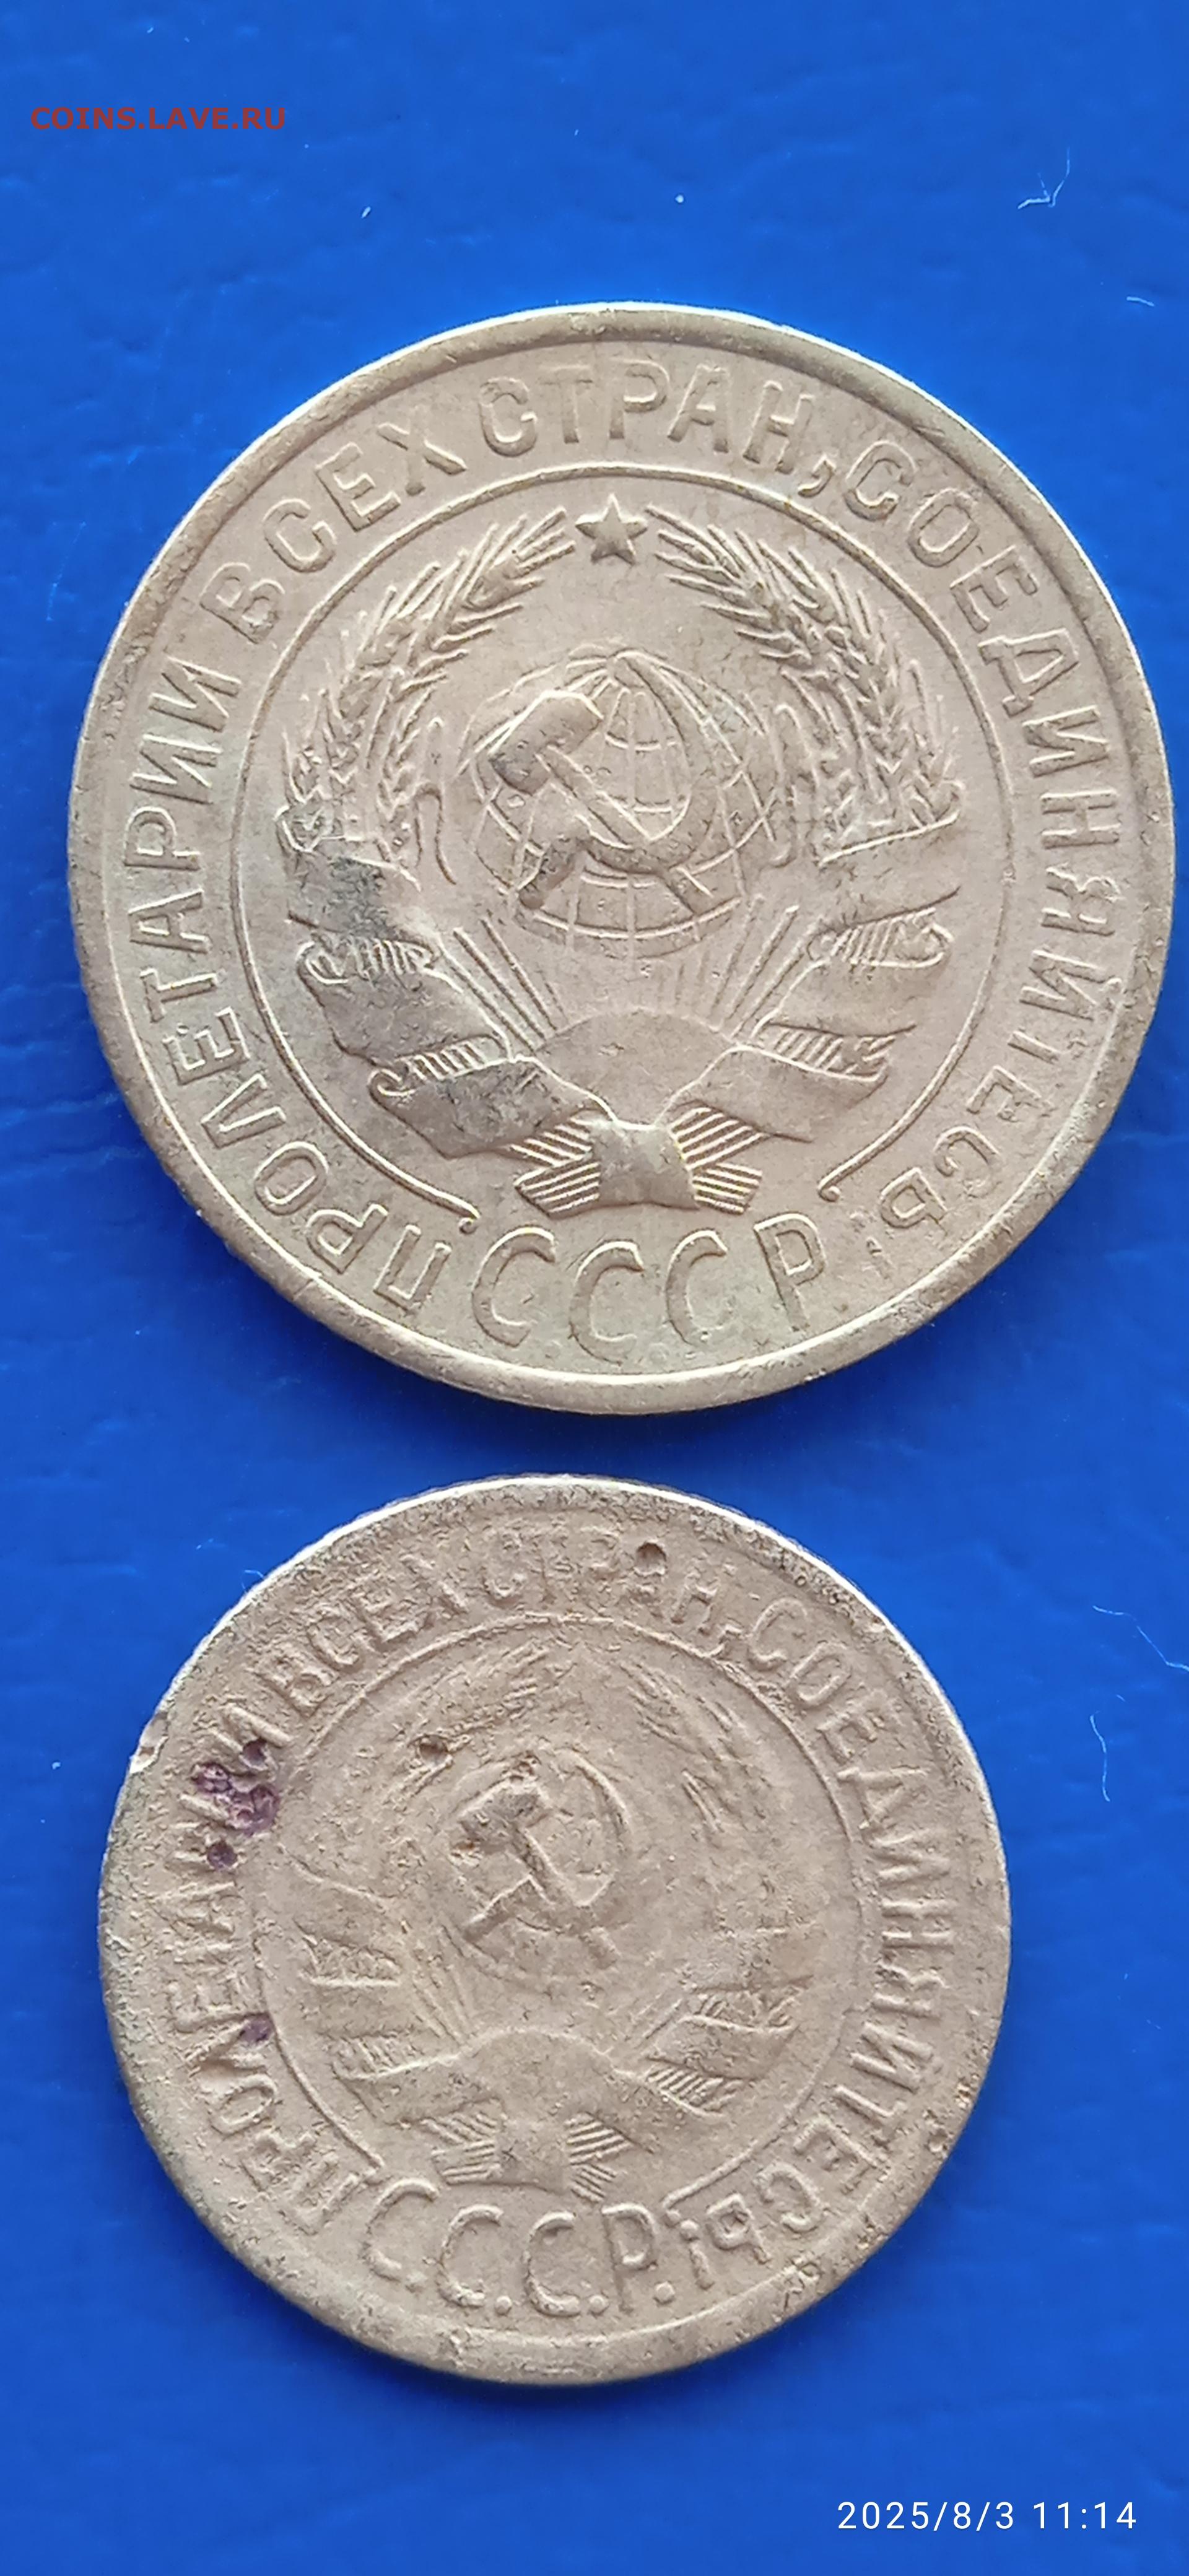 COINS.LAVE.RU
ПРОЛЕТАРИИ ВСЕХ СТРАН, СОЕДИНЯЙТЕСЬ!
СССР
ПРОЛЕТАРИИ ВСЕХ СТРАН, СОЕДИНЯЙТЕСЬ!
С.С.С.Р.
2025/8/3 11:14